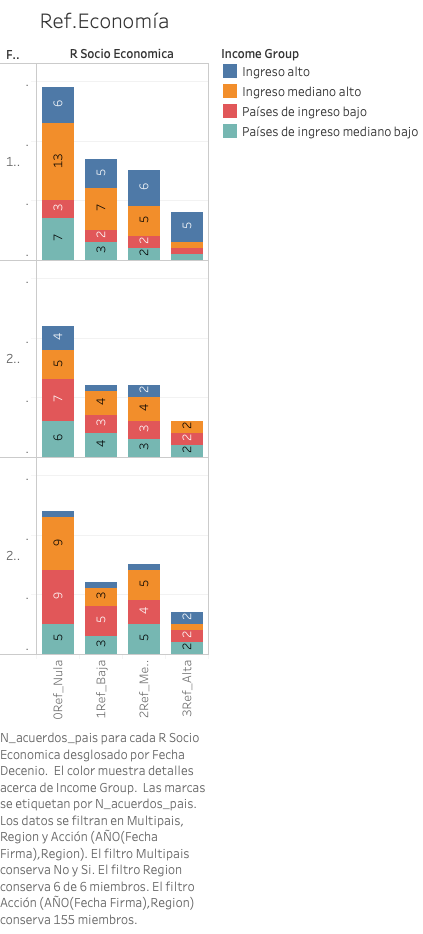 Ref.Economía
F..
R Socio Economica
Income Group
Ingreso alto
Ingreso mediano alto
Países de ingreso bajo
Países de ingreso mediano bajo
1..
6
13
3
7
5
7
2
3
6
5
2
2
5
2..
4
5
7
6
4
3
4
2
4
3
3
2
2
2
2..
9
9
5
3
5
3
5
4
5
2
2
2
0Ref_Nula
1Ref_Baja
2Ref_Me..
3Ref_Alta
N_acuerdos_pais para cada R Socio
Economica desglosado por Fecha
Decenio. El color muestra detalles
acerca de Income Group. Las marcas
se etiquetan por N_acuerdos_pais.
Los datos se filtran en Multipais,
Region y Acción (AÑO(Fecha
Firma),Region). El filtro Multipais
conserva No y Si. El filtro Region
conserva 6 de 6 miembros. El filtro
Acción (AÑO(Fecha Firma),Region)
conserva 155 miembros.